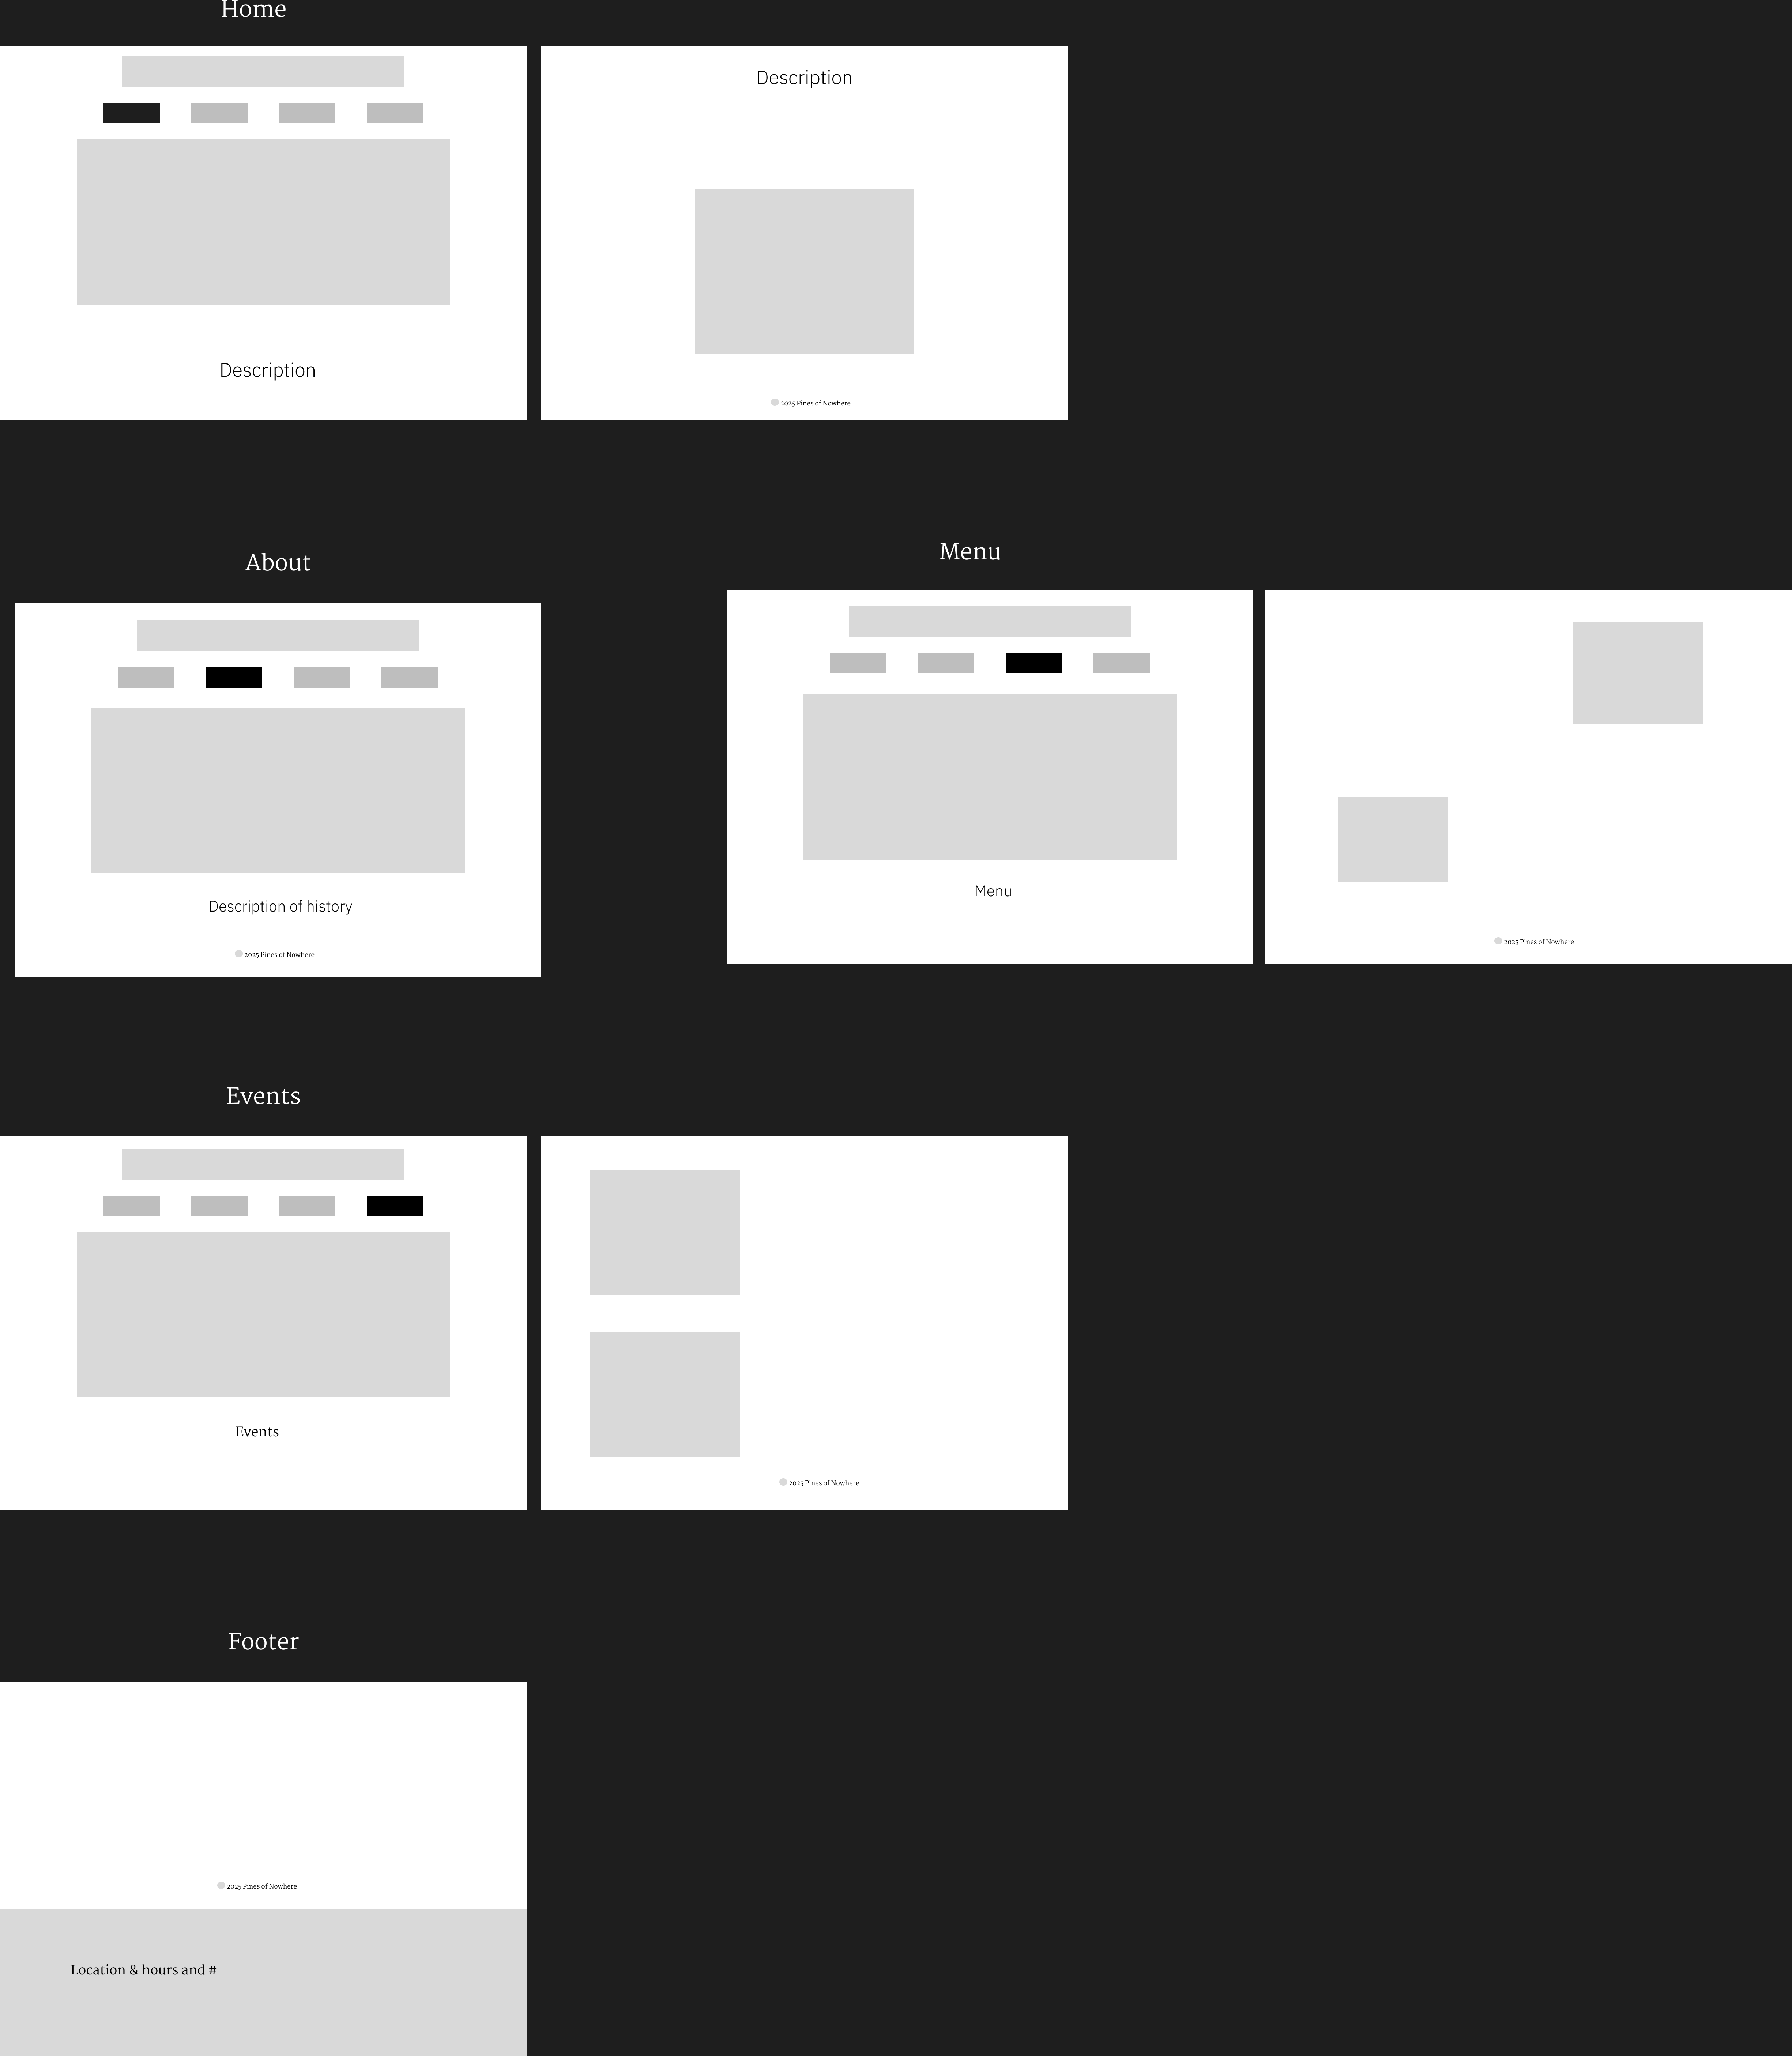 Home
Description
Description
2025 Pines of Nowhere
About
Description of history
2025 Pines of Nowhere
Menu
Menu
2025 Pines of Nowhere
Events
Events
2025 Pines of Nowhere
Footer
2025 Pines of Nowhere
Location & hours and #